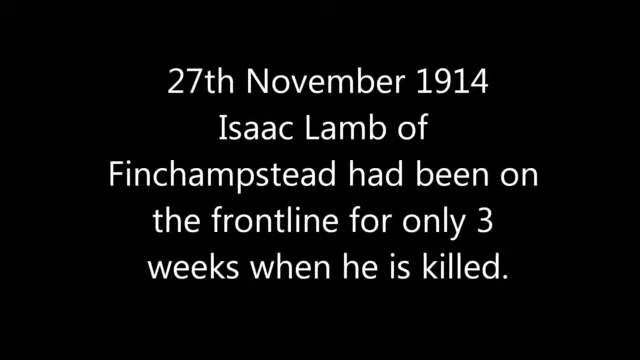 27th November 1914
Isaac Lamb of
Finchampstead had been on
the frontline for only 3
weeks when he is killed.